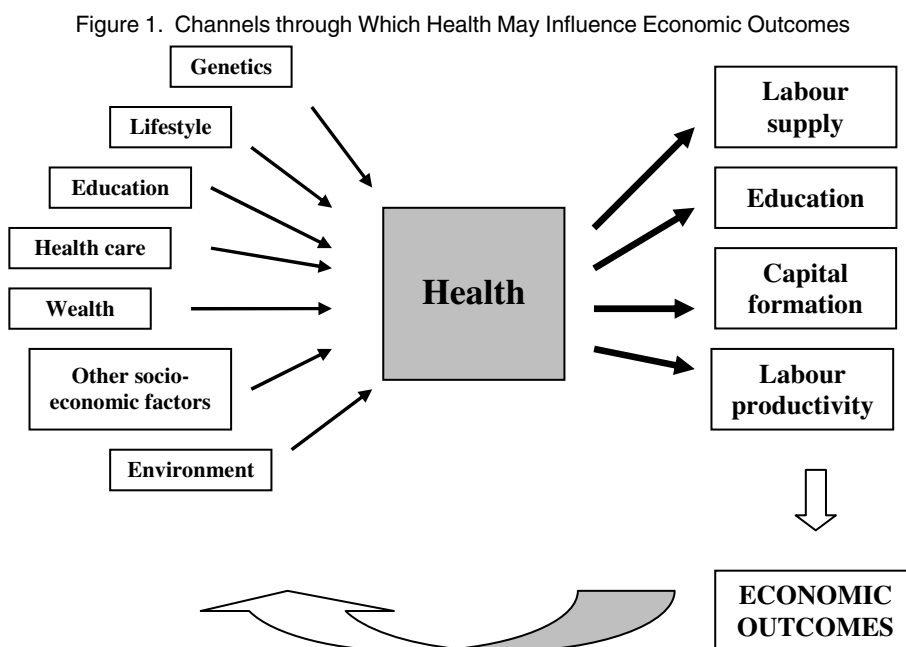 Figure 1. Channels through Which Health May Influence Economic Outcomes
Genetics
Lifestyle
Education
Health care
Wealth
Other socio-
economic factors
Environment
Health
Labour
supply
Education
Capital
formation
Labour
productivity
ECONOMIC
OUTCOMES